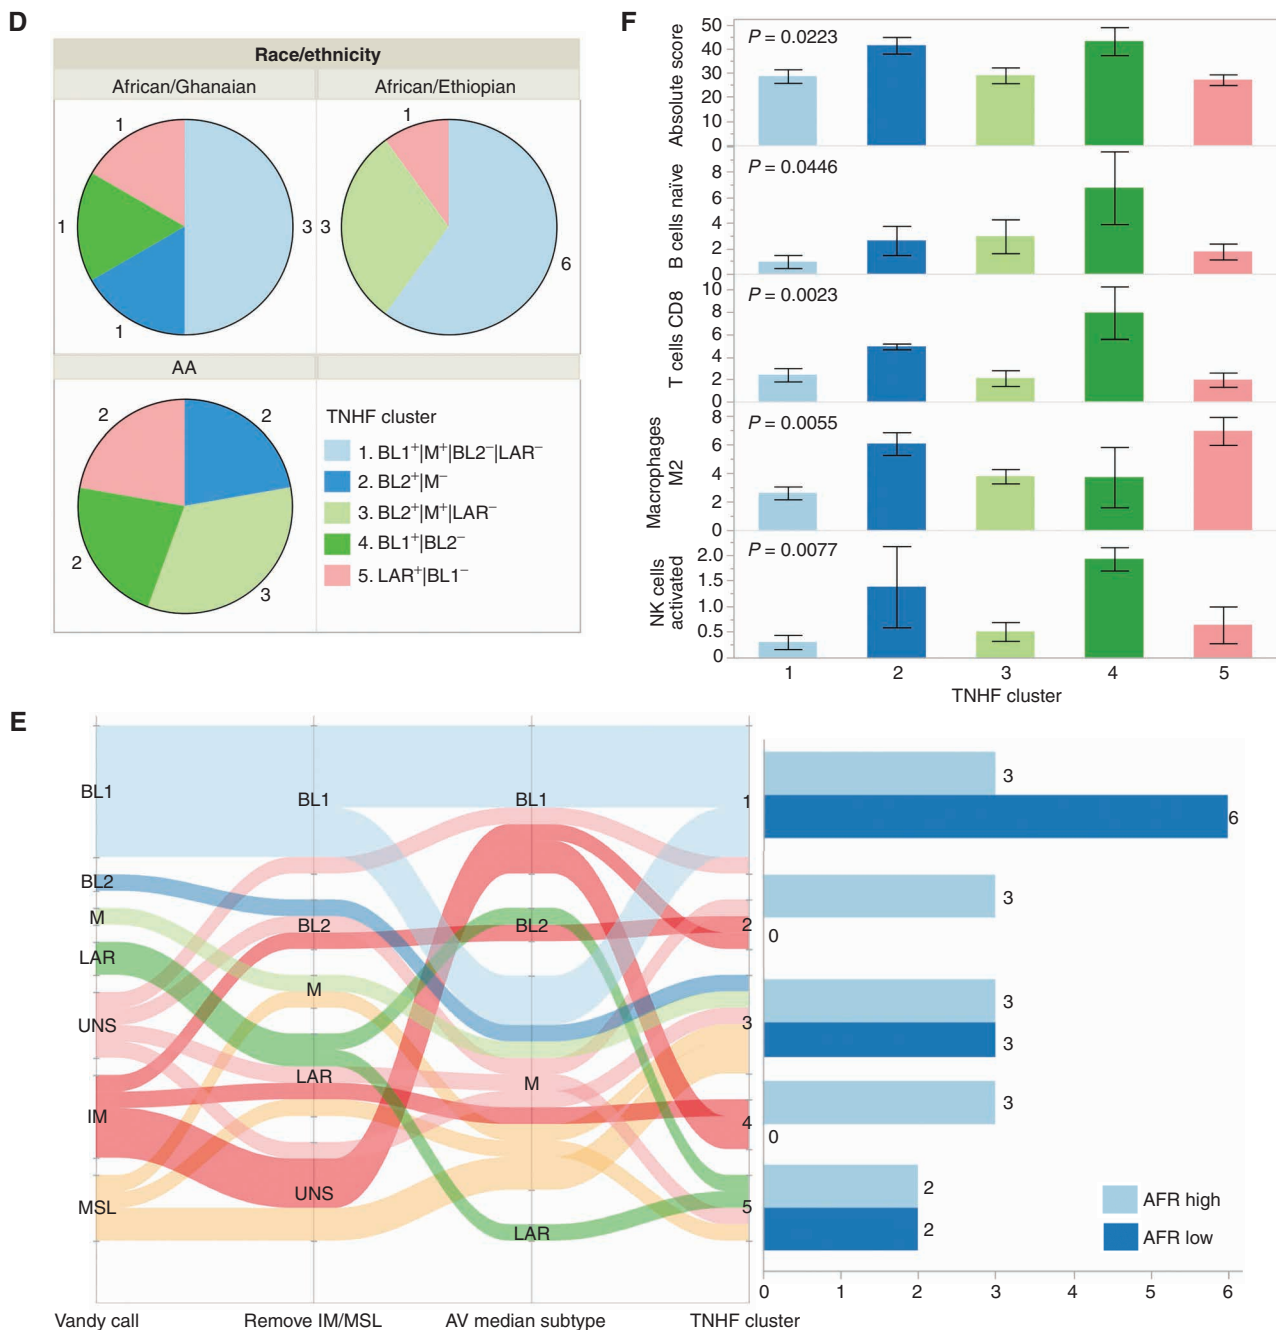 D
Race/ethnicity
African/Ghanaian
African/Ethiopian
1
1
3
1
1
3
6
AA
2
2
2
3
TNHF cluster
1. BL1⁺|M⁺|BL2⁻|LAR⁻
2. BL2⁺|M⁻
3. BL2⁺|M⁺|LAR⁻
4. BL1⁺|BL2⁻
5. LAR⁺|BL1⁻
F
Absolute score
50
40
30
20
10
0
P = 0.0223
B cells naïve
8
6
4
2
0
P = 0.0446
T cells CD8
10
8
6
4
2
0
P = 0.0023
Macrophages
M2
8
6
4
2
0
P = 0.0055
NK cells
activated
2.0
1.5
1.0
0.5
0
P = 0.0077
1 2 3 4 5
TNHF cluster
E
BL1
BL2
M
LAR
UNS
IM
MSL
BL1
BL2
M
LAR
UNS
BL1
BL2
M
LAR
1
2
3
4
5
Vandy call
Remove IM/MSL
AV median subtype
TNHF cluster
3
6
3
0
3
3
3
0
2
2
AFR high
AFR low
0 1 2 3 4 5 6